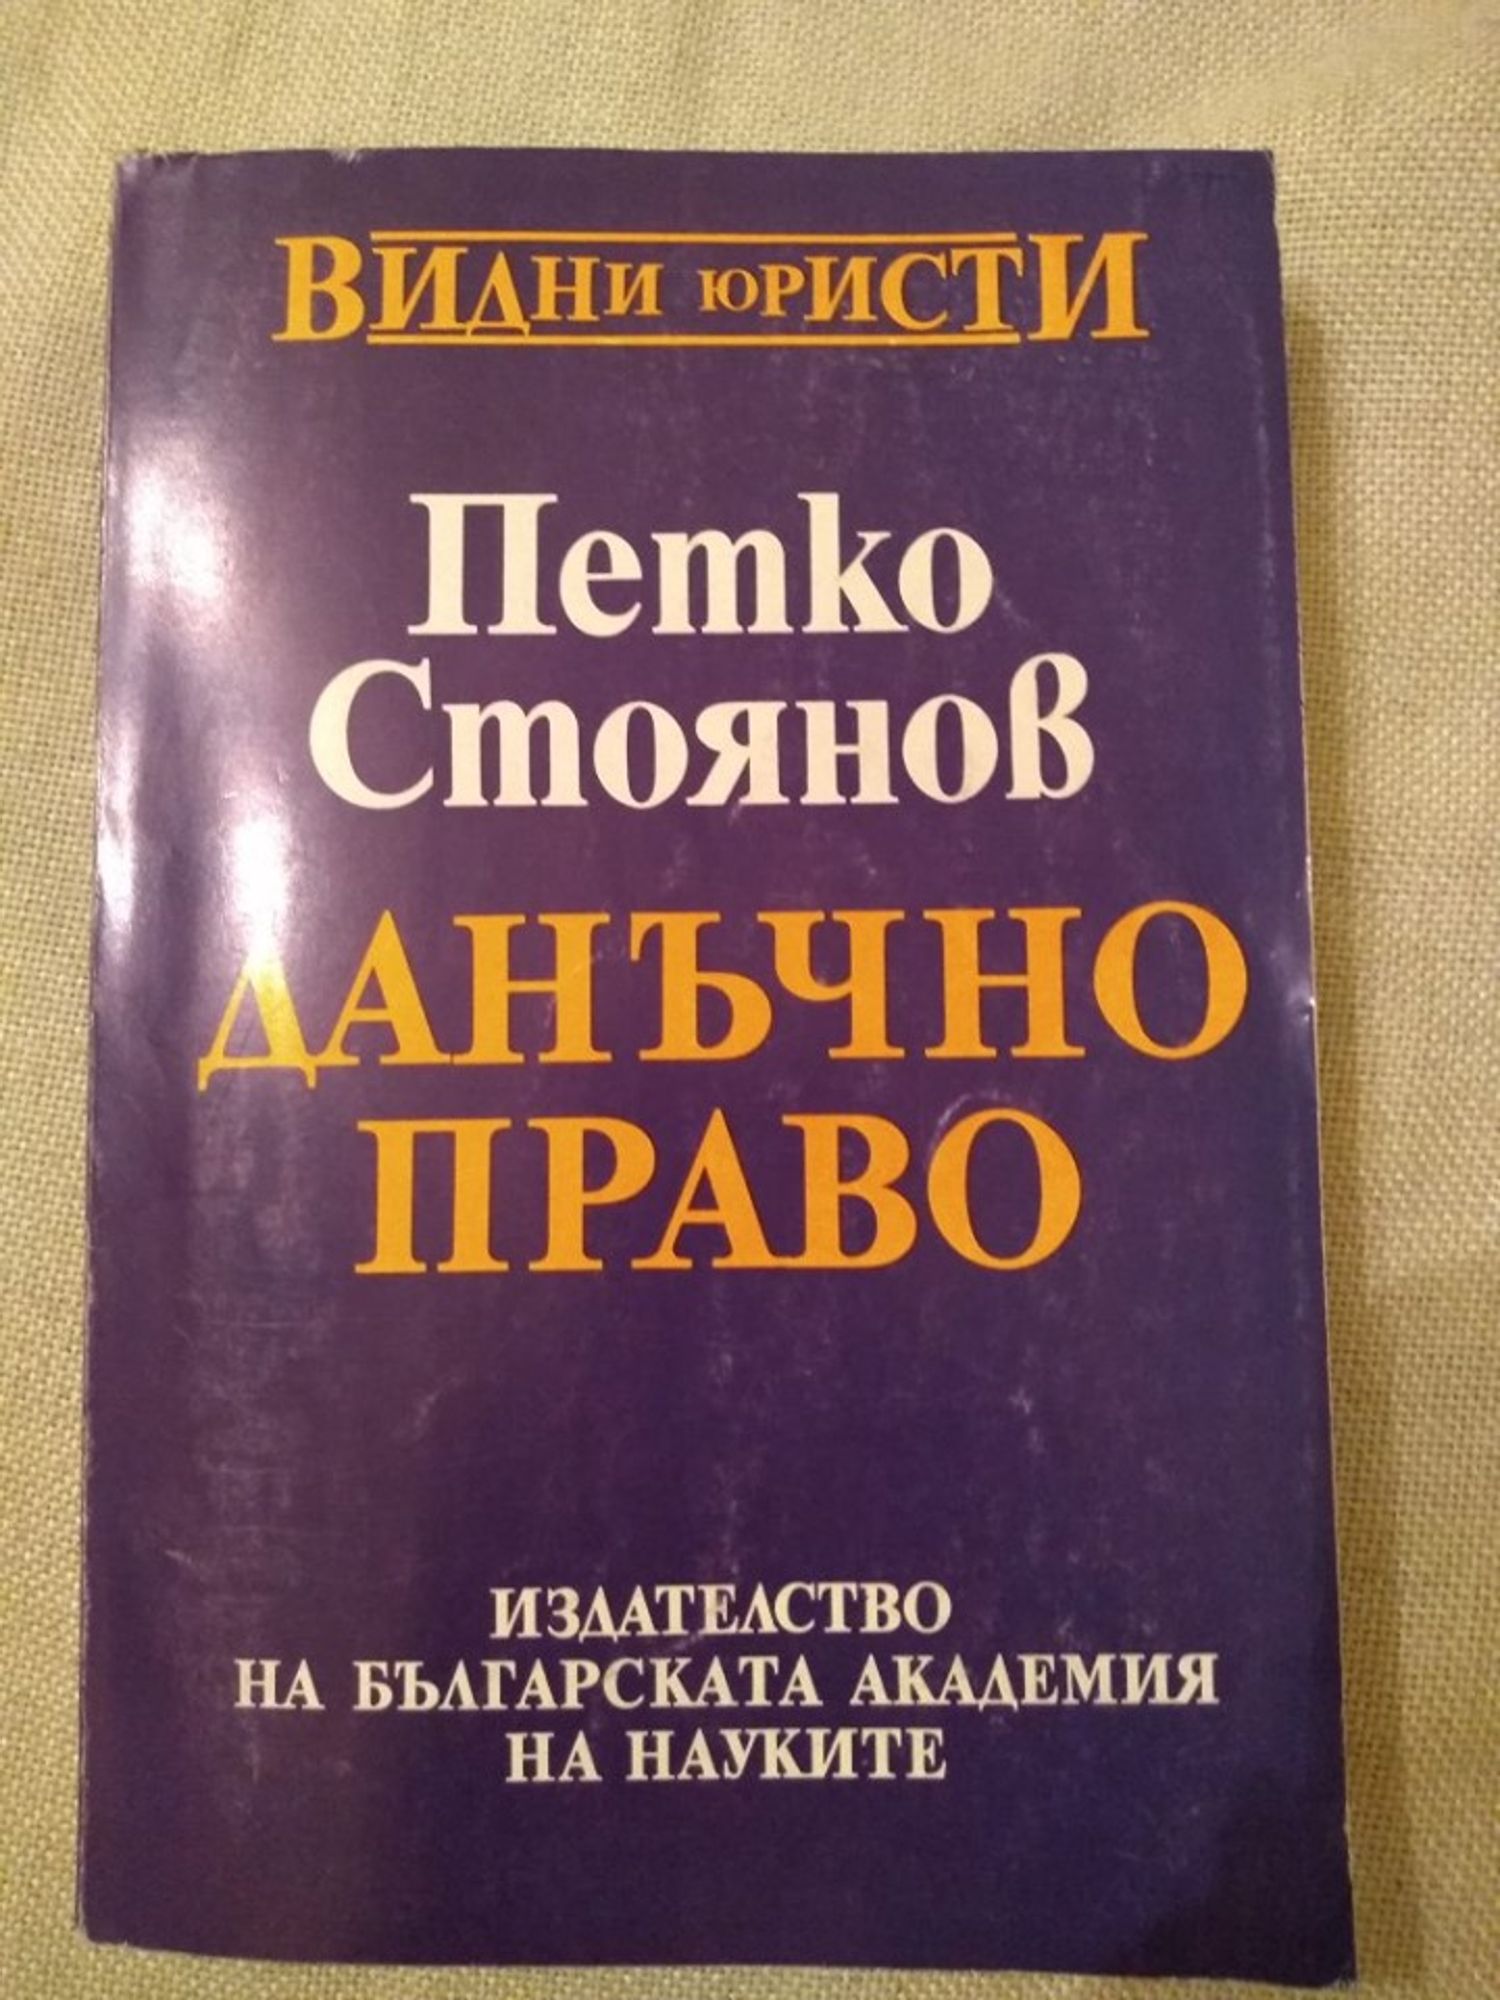 ВИДНИ ЮРИСТИ
Петко
Стоянов
ДАНЪЧНО
ПРАВО
ИЗДАТЕЛСТВО
НА БЪЛГАРСКАТА АКАДЕМИЯ
НА НАУКИТЕ